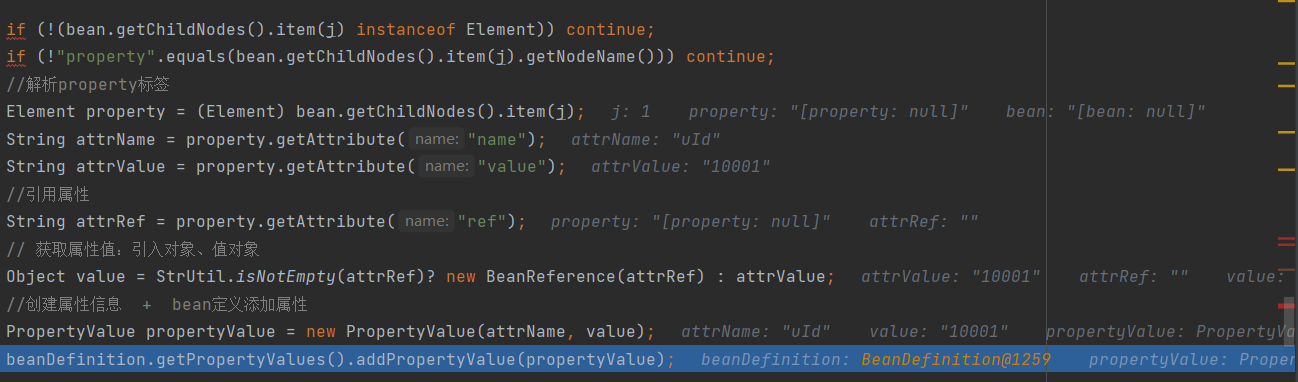 if (!(bean.getChildNodes().item(j) instanceof Element)) continue;
if (!"property".equals(bean.getChildNodes().item(j).getNodeName())) continue;
//解析property标签
Element property = (Element) bean.getChildNodes().item(j); j: 1 property: "[property: null]" bean: "[bean: null]"
String attrName = property.getAttribute( name: "name"); attrName: "uId"
String attrValue = property.getAttribute( name: "value"); attrValue: "10001"
//引用属性
String attrRef = property.getAttribute( name: "ref"); property: "[property: null]" attrRef: ""
// 获取属性值：引入对象、值对象
Object value = StrUtil.isNotEmpty(attrRef)? new BeanReference(attrRef) : attrValue; attrValue: "10001" attrRef: "" value:
//创建属性信息 + bean定义添加属性
PropertyValue propertyValue = new PropertyValue(attrName, value); attrName: "uId" value: "10001" propertyValue: PropertyVa
beanDefinition.getPropertyValues().addPropertyValue(propertyValue); beanDefinition: BeanDefinition@1259 propertyValue: Proper